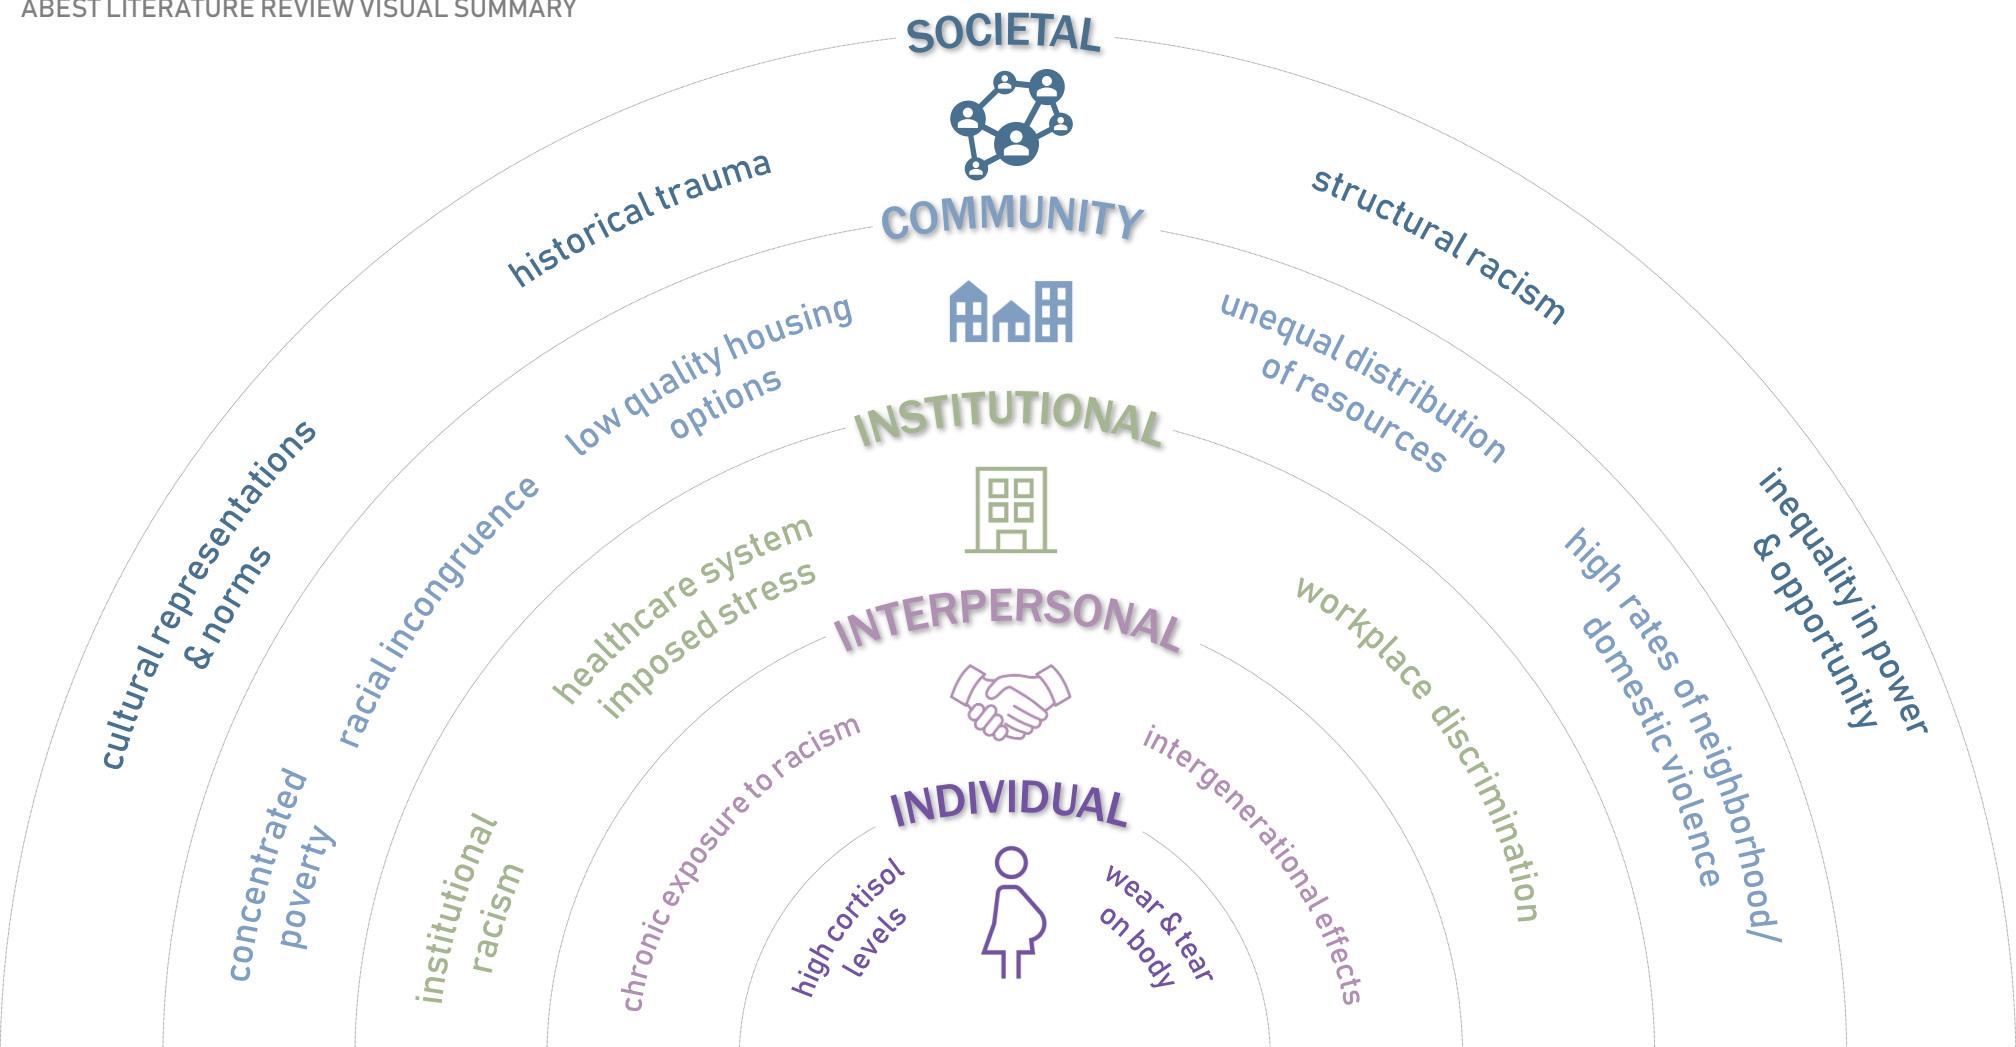 ABEST LITERATURE REVIEW VISUAL SUMMARY
SOCIETAL
cultural representations
& norms
historical trauma
structural racism
inequality in power
& opportunity
COMMUNITY
concentrated
poverty
racial incongruence
low quality housing
options
unequal distribution
of resources
high rates of neighborhood/
domestic violence
INSTITUTIONAL
institutional
racism
healthcare system
imposed stress
workplace discrimination
INTERPERSONAL
chronic exposure to racism
intergenerational effects
INDIVIDUAL
high cortisol
levels
wear & tear
on body